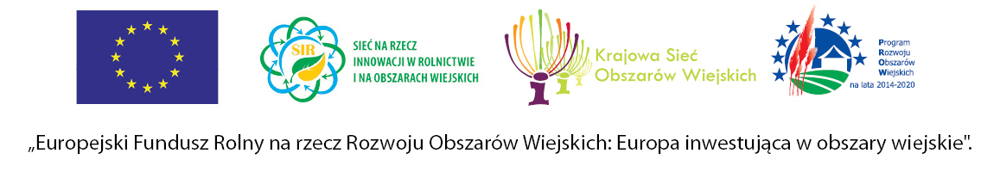 SIR
SIEĆ NA RZECZ
INNOWACJI W ROLNICTWIE
I NA OBSZARACH WIEJSKICH
Krajowa Sieć
Obszarów Wiejskich
Program
Rozwoju
Obszarów
Wiejskich
na lata 2014-2020
„Europejski Fundusz Rolny na rzecz Rozwoju Obszarów Wiejskich: Europa inwestująca w obszary wiejskie".